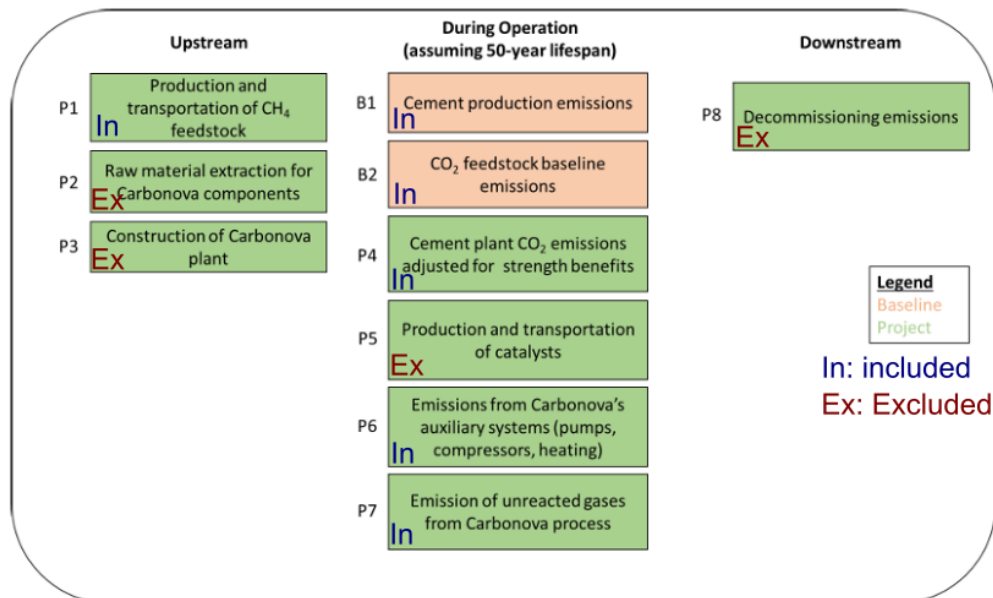 Upstream
During Operation
(assuming 50-year lifespan)
Downstream
P1
Production and
transportation of CH₄
feedstock
In
P2
Raw material extraction for
Carbonova components
Ex
P3
Construction of Carbonova
plant
Ex
B1
Cement production emissions
In
B2
CO₂ feedstock baseline
emissions
In
P4
Cement plant CO₂ emissions
adjusted for strength benefits
In
P5
Production and transportation
of catalysts
Ex
P6
Emissions from Carbonova's
auxiliary systems (pumps,
compressors, heating)
In
P7
Emission of unreacted gases
from Carbonova process
In
P8
Decommissioning emissions
Ex
Legend
Baseline
Project
In: included
Ex: Excluded